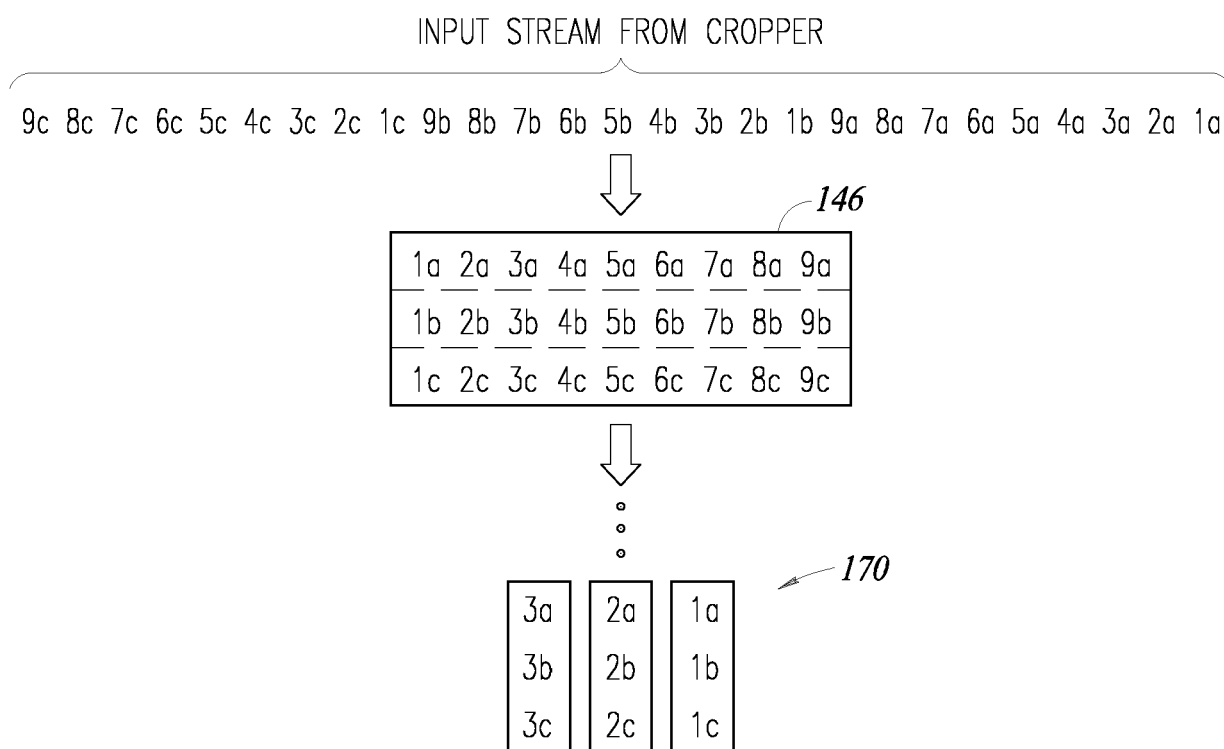 INPUT STREAM FROM CROPPER
9c 8c 7c 6c 5c 4c 3c 2c 1c 9b 8b 7b 6b 5b 4b 3b 2b 1b 9a 8a 7a 6a 5a 4a 3a 2a 1a
146
1a 2a 3a 4a 5a 6a 7a 8a 9a
1b 2b 3b 4b 5b 6b 7b 8b 9b
1c 2c 3c 4c 5c 6c 7c 8c 9c
170
3a 2a 1a
3b 2b 1b
3c 2c 1c